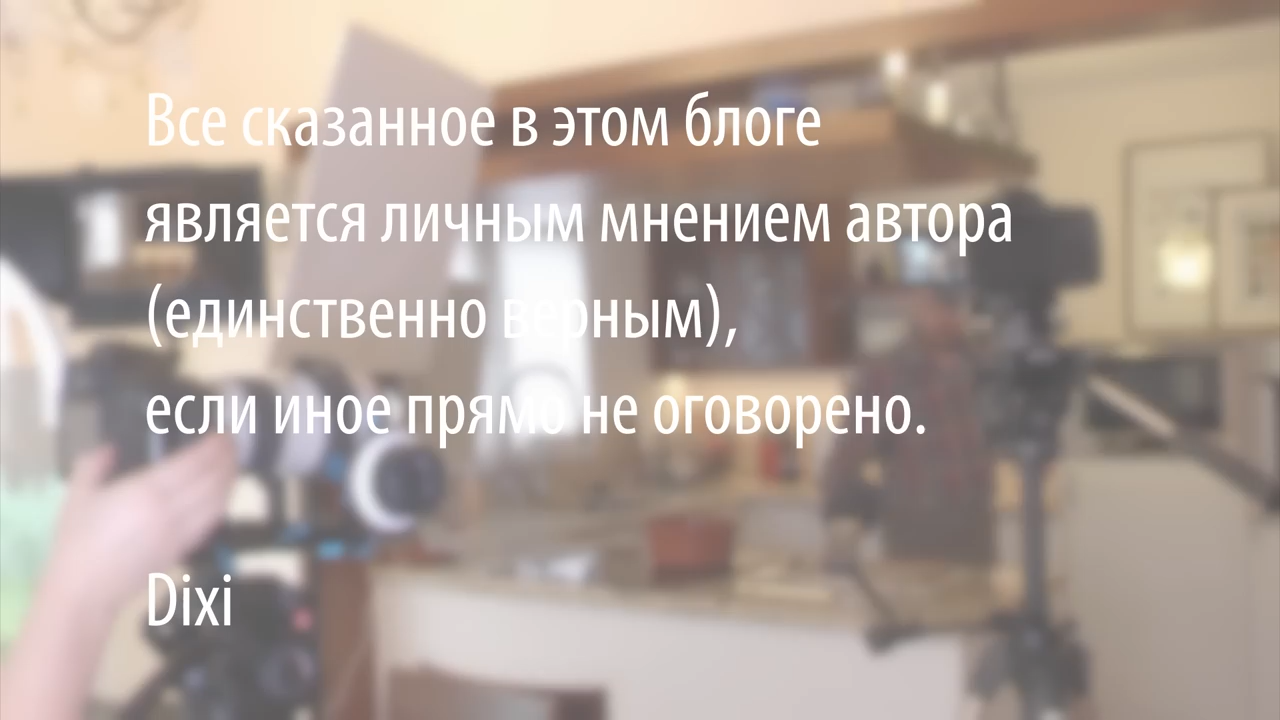 Все сказанное в этом блоге
является личным мнением автора
(единственно верным),
если иное прямо не оговорено.
Dixi